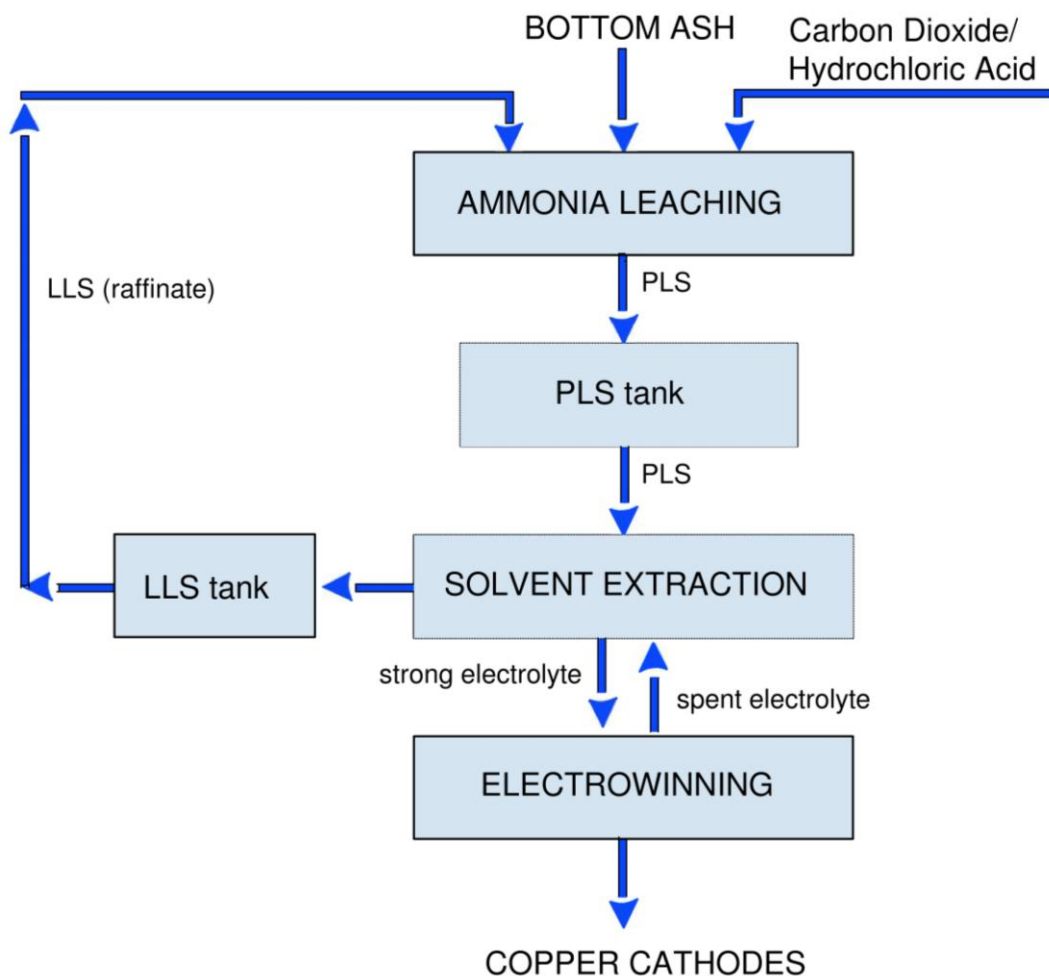 BOTTOM ASH
Carbon Dioxide/
Hydrochloric Acid
AMMONIA LEACHING
LLS (raffinate)
PLS
PLS tank
PLS
LLS tank
SOLVENT EXTRACTION
strong electrolyte
spent electrolyte
ELECTROWINNING
COPPER CATHODES